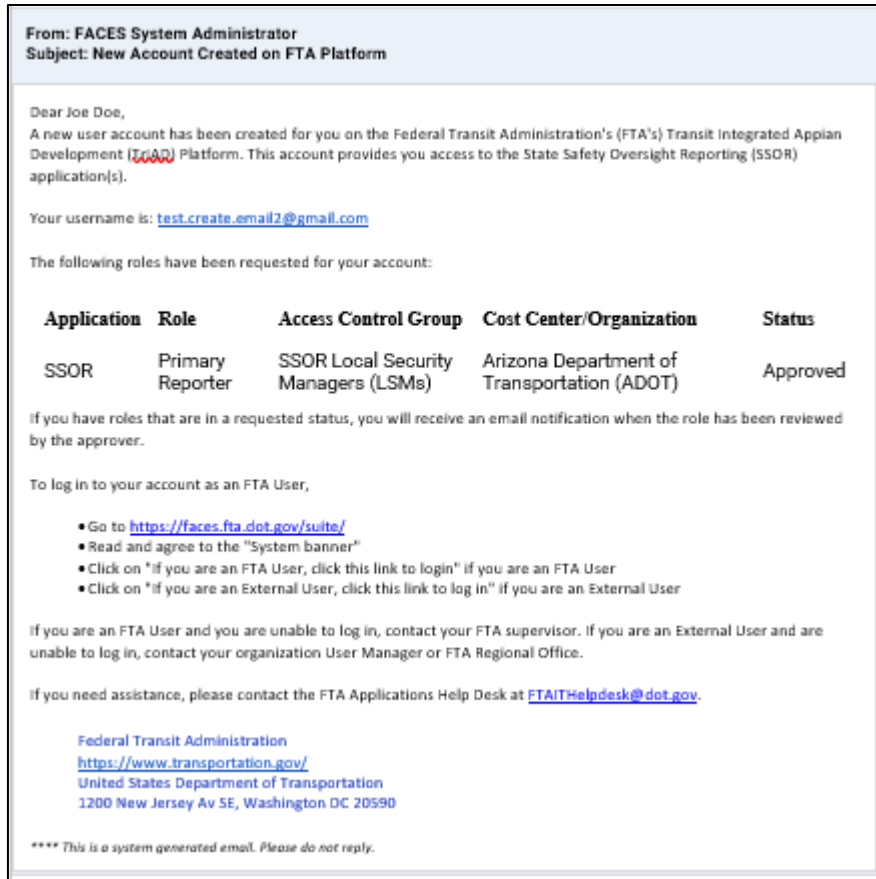 From: FACES System Administrator
Subject: New Account Created on FTA Platform
Dear Joe Doe,
A new user account has been created for you on the Federal Transit Administration's (FTA's) Transit Integrated Appian
Development (TriAD) Platform. This account provides you access to the State Safety Oversight Reporting (SSOR)
application(s).
Your username is: test.create.email2@gmail.com
The following roles have been requested for your account:
Application Role Access Control Group Cost Center/Organization Status
SSOR Primary Reporter SSOR Local Security Managers (LSMs) Arizona Department of Transportation (ADOT) Approved
If you have roles that are in a requested status, you will receive an email notification when the role has been reviewed
by the approver.
To log in to your account as an FTA User,
• Go to https://faces.fta.dot.gov/suite/
• Read and agree to the "System banner"
• Click on "If you are an FTA User, click this link to login" if you are an FTA User
• Click on "If you are an External User, click this link to log in" if you are an External User
If you are an FTA User and you are unable to log in, contact your FTA supervisor. If you are an External User and are
unable to log in, contact your organization User Manager or FTA Regional Office.
If you need assistance, please contact the FTA Applications Help Desk at FTAITHelpdesk@dot.gov.
Federal Transit Administration
https://www.transportation.gov/
United States Department of Transportation
1200 New Jersey Av SE, Washington DC 20590
**** This is a system generated email. Please do not reply.